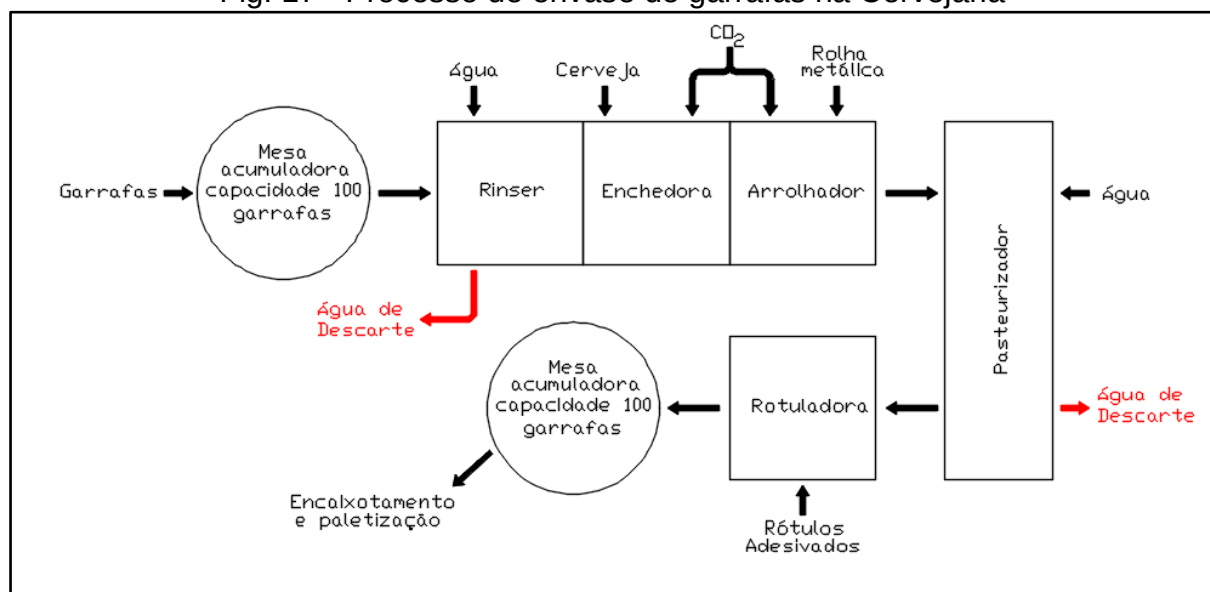 CO2
Água
Cerveja
Rolha
metálica
Garrafas
Mesa
acumuladora
capacidade 100
garrafas
Rinser
Enchedora
Arrolhador
Água
Pasteurizador
Água de
Descarte
Mesa
acumuladora
capacidade 100
garrafas
Rotuladora
Água de
Descarte
Encaixotamento
e paletização
Rótulos
Adesivados